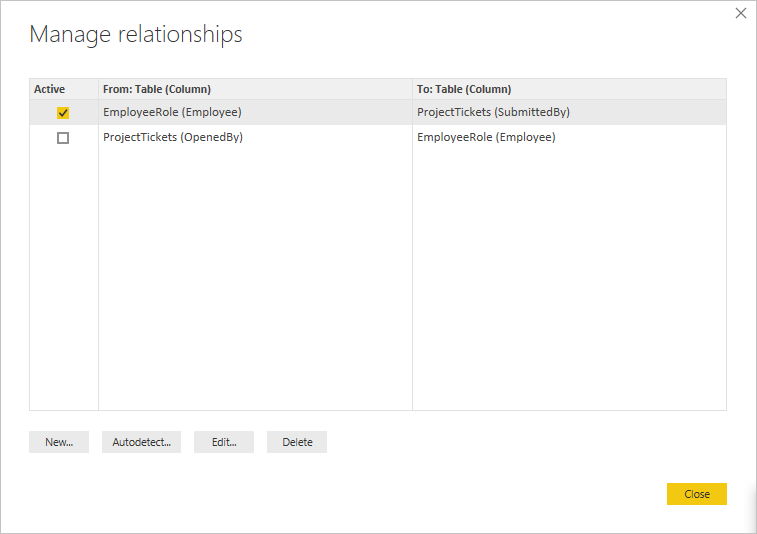 Manage relationships
Active From: Table (Column) To: Table (Column)
EmployeeRole (Employee) ProjectTickets (SubmittedBy)
ProjectTickets (OpenedBy) EmployeeRole (Employee)
New... Autodetect... Edit... Delete
Close